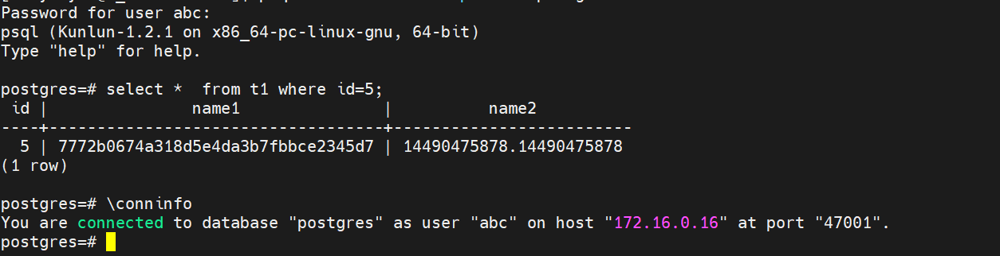 Password for user abc:
psql (Kunlun-1.2.1 on x86_64-pc-linux-gnu, 64-bit)
Type "help" for help.
postgres=# select *  from t1 where id=5;
 id |              name1               |          name2
----+----------------------------------+-------------------------
  5 | 7772b0674a318d5e4da3b7fbbce2345d7 | 14490475878.14490475878
(1 row)
postgres=# \conninfo
You are connected to database "postgres" as user "abc" on host "172.16.0.16" at port "47001".
postgres=#